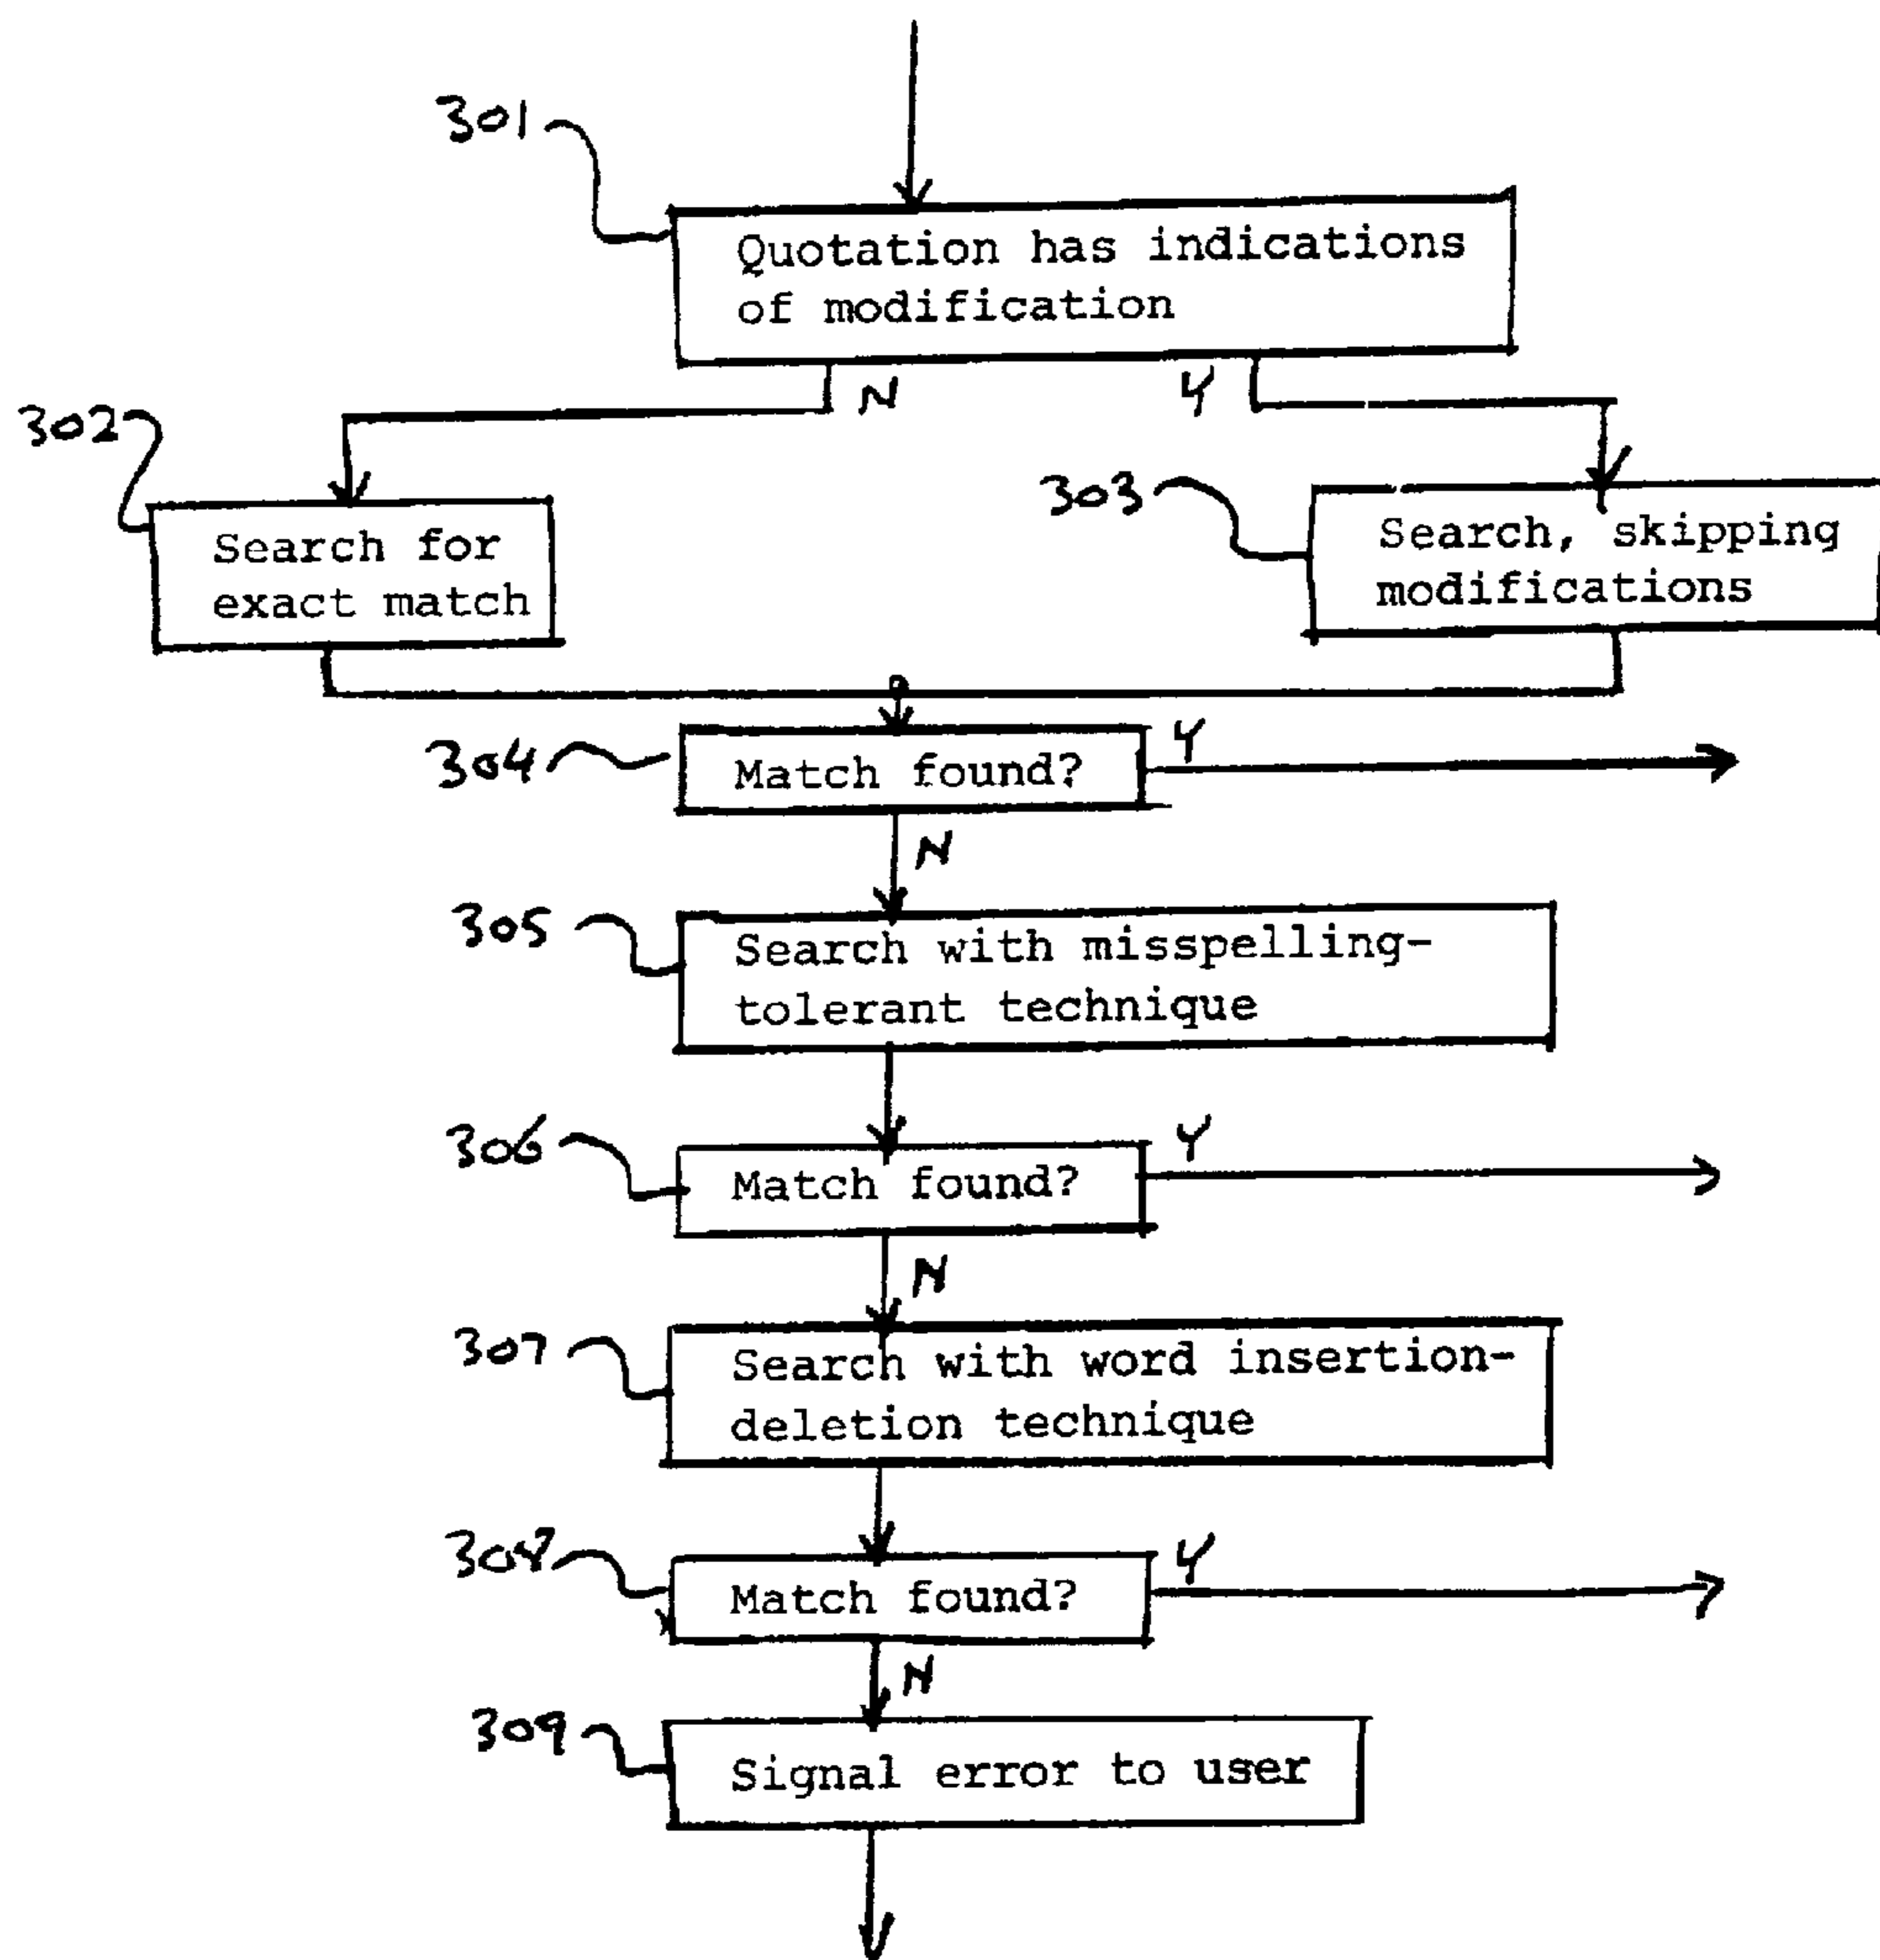 301
Quotation has indications
of modification
N
Y
302
303
Search for
exact match
Search, skipping
modifications
304
Match found?
Y
N
305
Search with misspelling-
tolerant technique
306
Match found?
Y
N
307
Search with word insertion-
deletion technique
308
Match found?
Y
N
309
Signal error to user